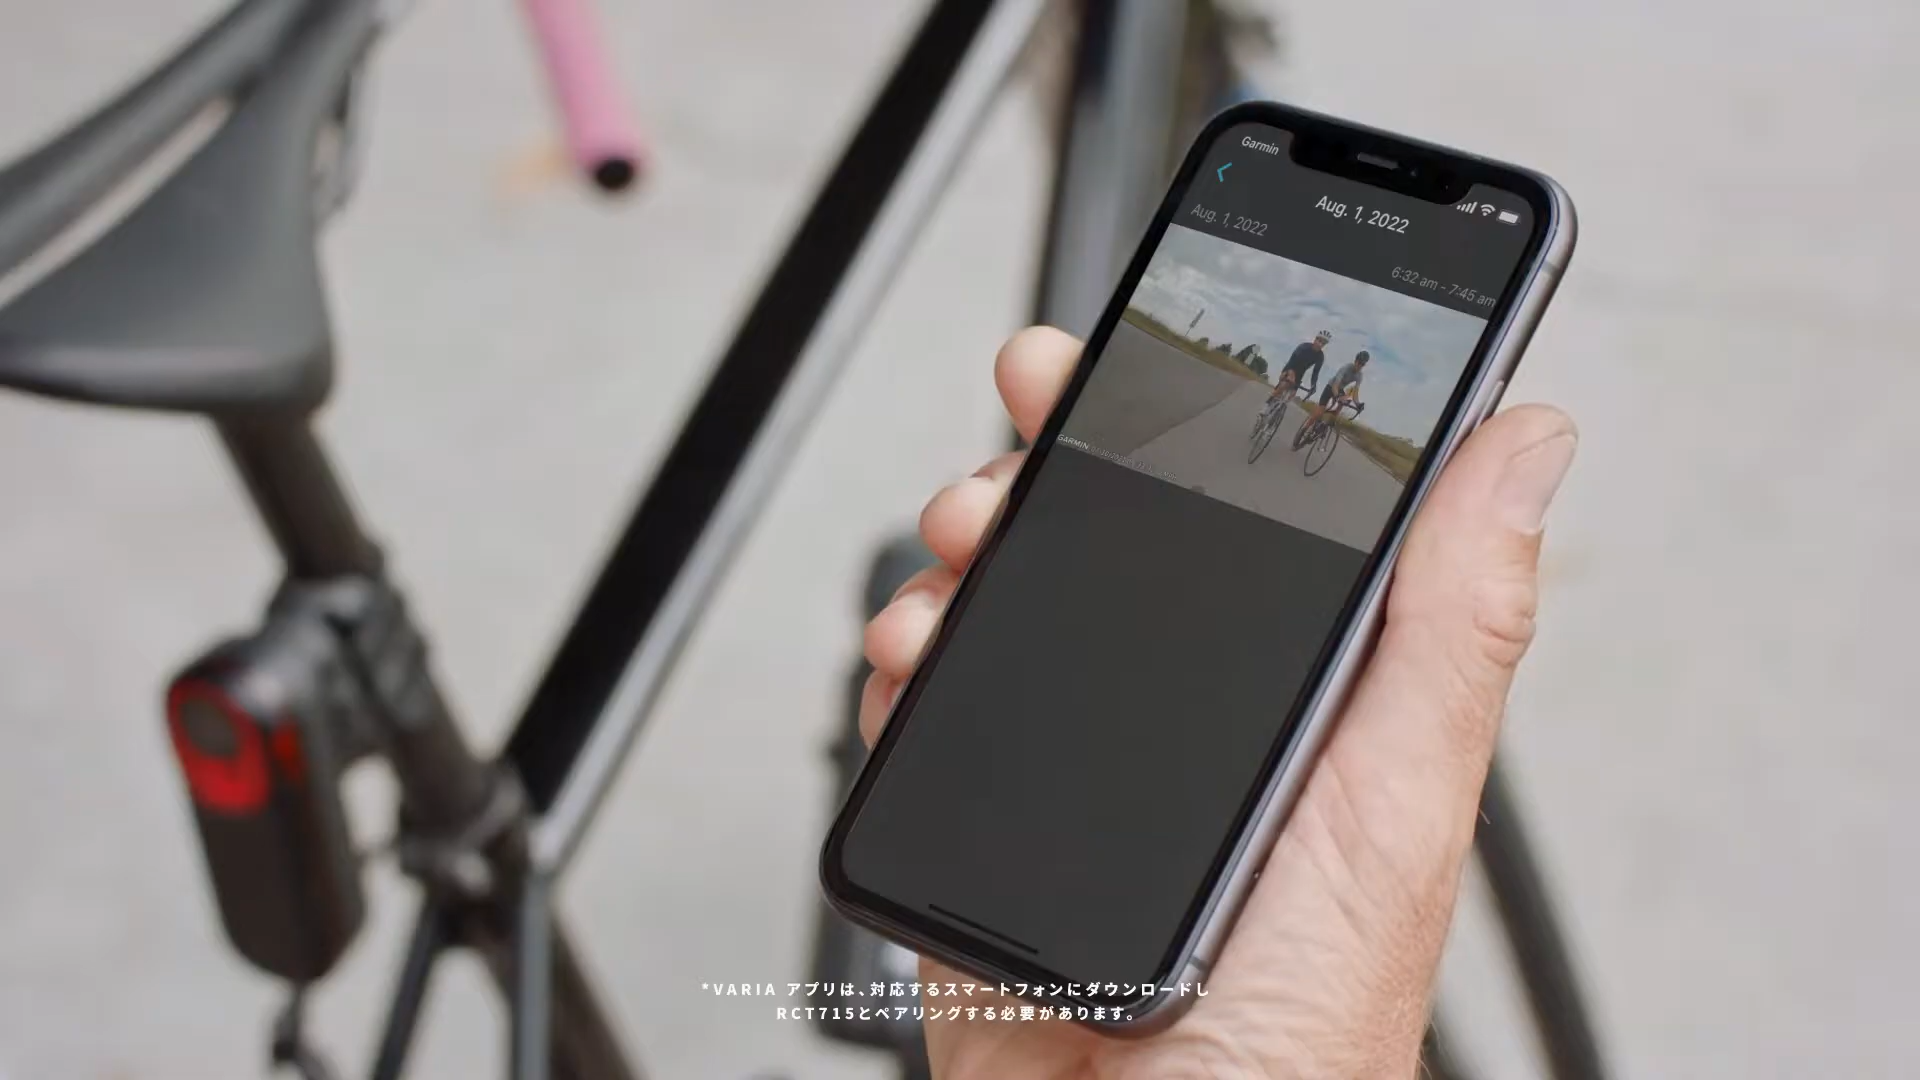 Garmin
Aug. 1, 2022
Aug. 1, 2022
6:32 am - 7:45 am
GARMIN
*VARIA アプリは、対応するスマートフォンにダウンロードし
RCT715とペアリングする必要があります。